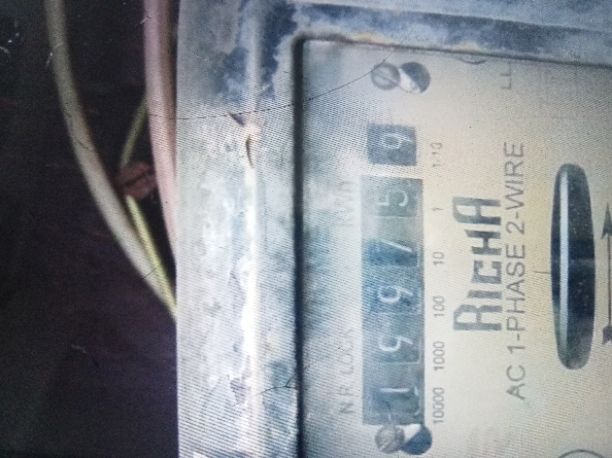 N.R. LOCK KWH
1 9 9 7 5 9
10000 1000 100 10 1 1-10
RICHA
AC 1-PHASE 2-WIRE